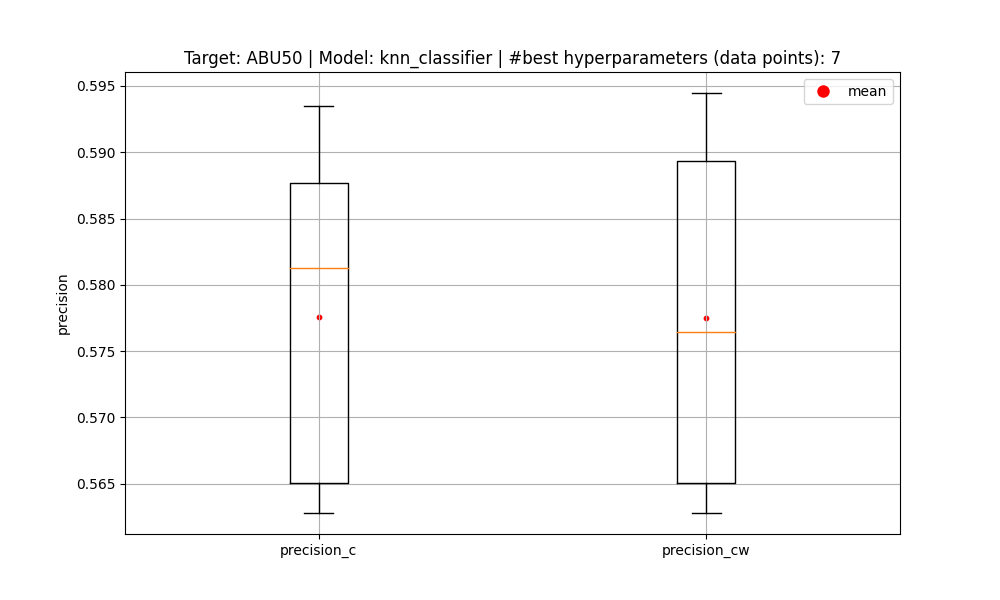 Target: ABU50 | Model: knn_classifier | #best hyperparameters (data points): 7
mean
0.595
0.590
0.585
0.580
0.575
0.570
0.565
precision
precision_c
precision_cw